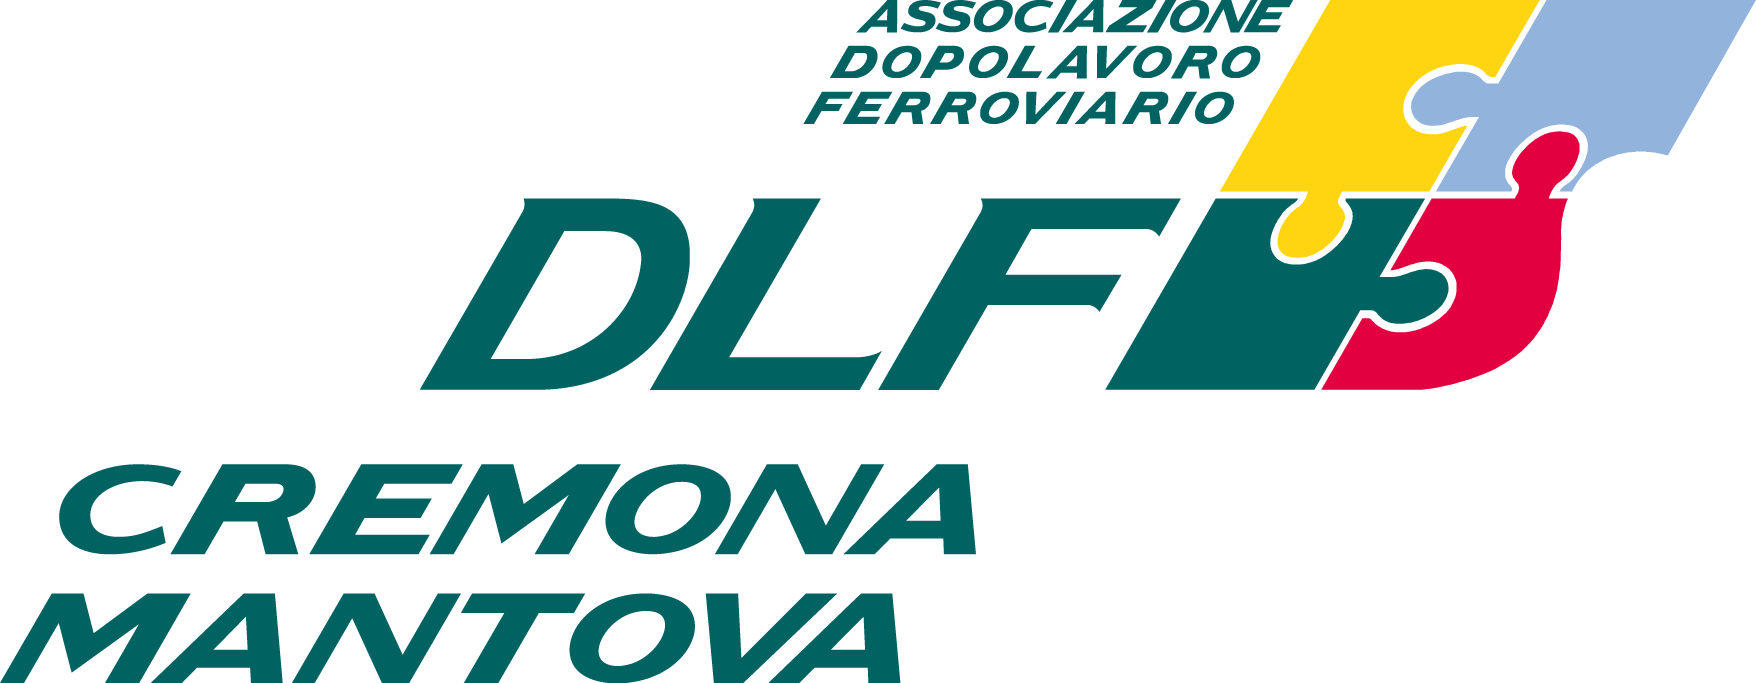 ASSOCIAZIONE
DOPOLAVORO
FERROVIARIO
DLF
CREMONA
MANTOVA